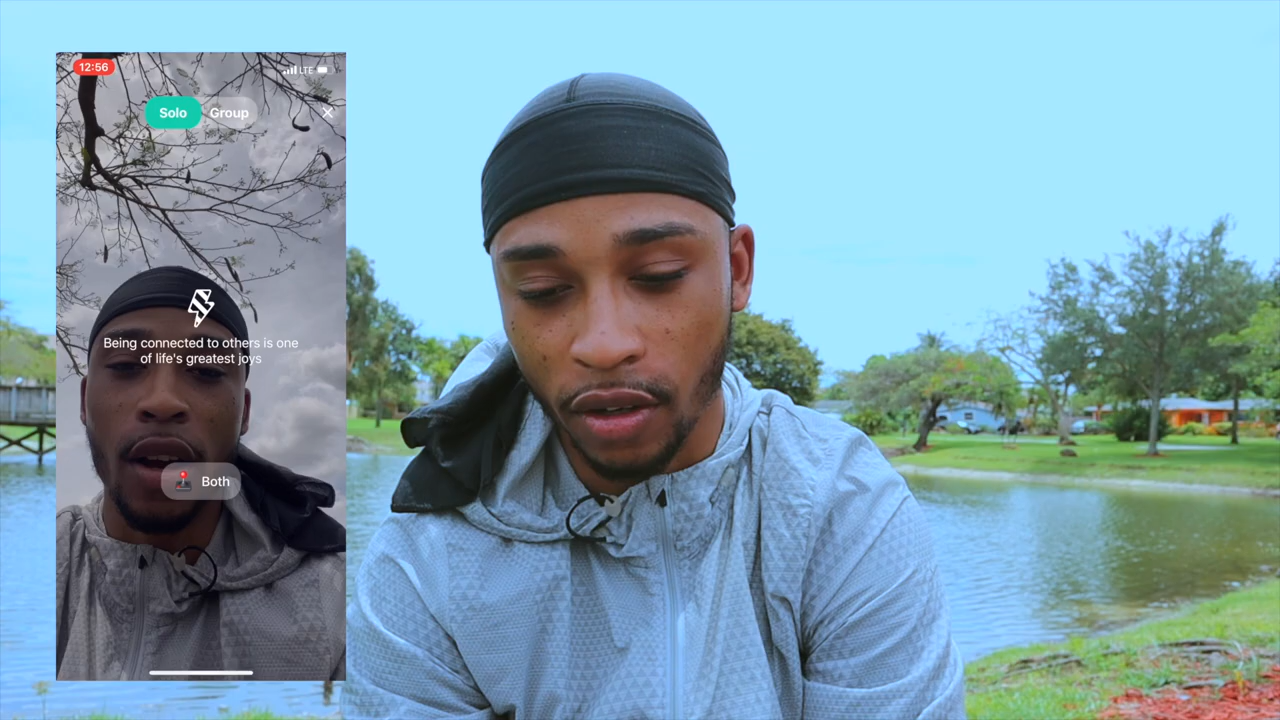 12:56
LTE
Solo
Group
Being connected to others is one
of life's greatest joys
Both